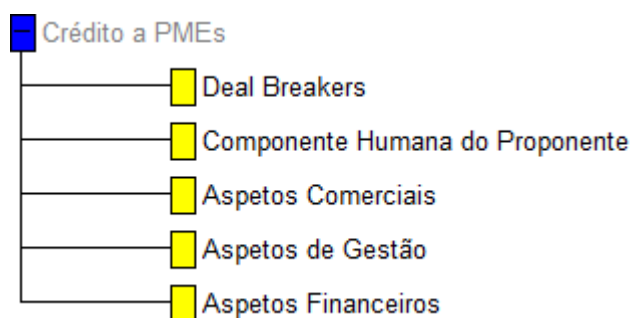 Crédito a PMEs
Deal Breakers
Componente Humana do Proponente
Aspetos Comerciais
Aspetos de Gestão
Aspetos Financeiros